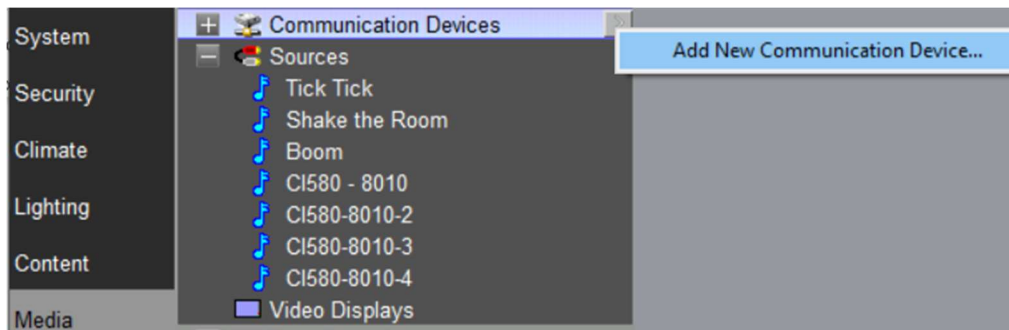 System
Security
Climate
Lighting
Content
Media
Communication Devices
Sources
Tick Tick
Shake the Room
Boom
CI580 - 8010
CI580-8010-2
CI580-8010-3
CI580-8010-4
Video Displays
Add New Communication Device...